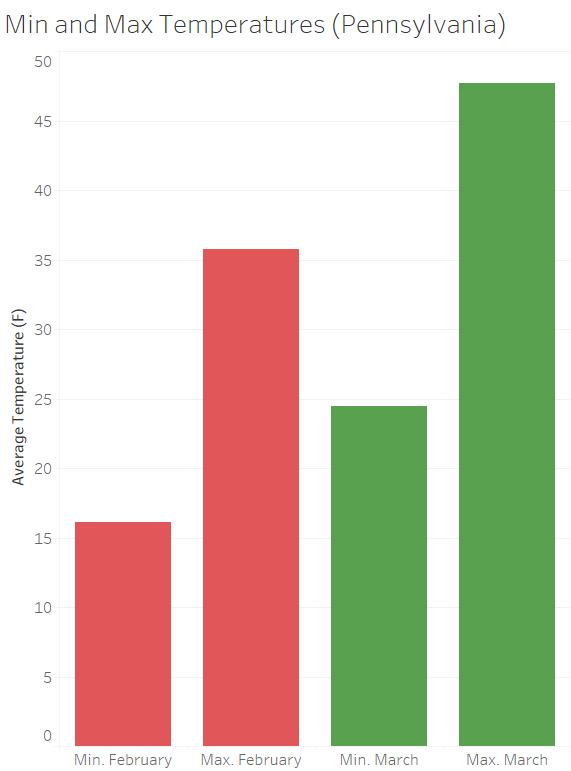 Min and Max Temperatures (Pennsylvania)
50
45
40
35
30
25
20
15
10
5
0
Average Temperature (F)
Min. February
Max. February
Min. March
Max. March